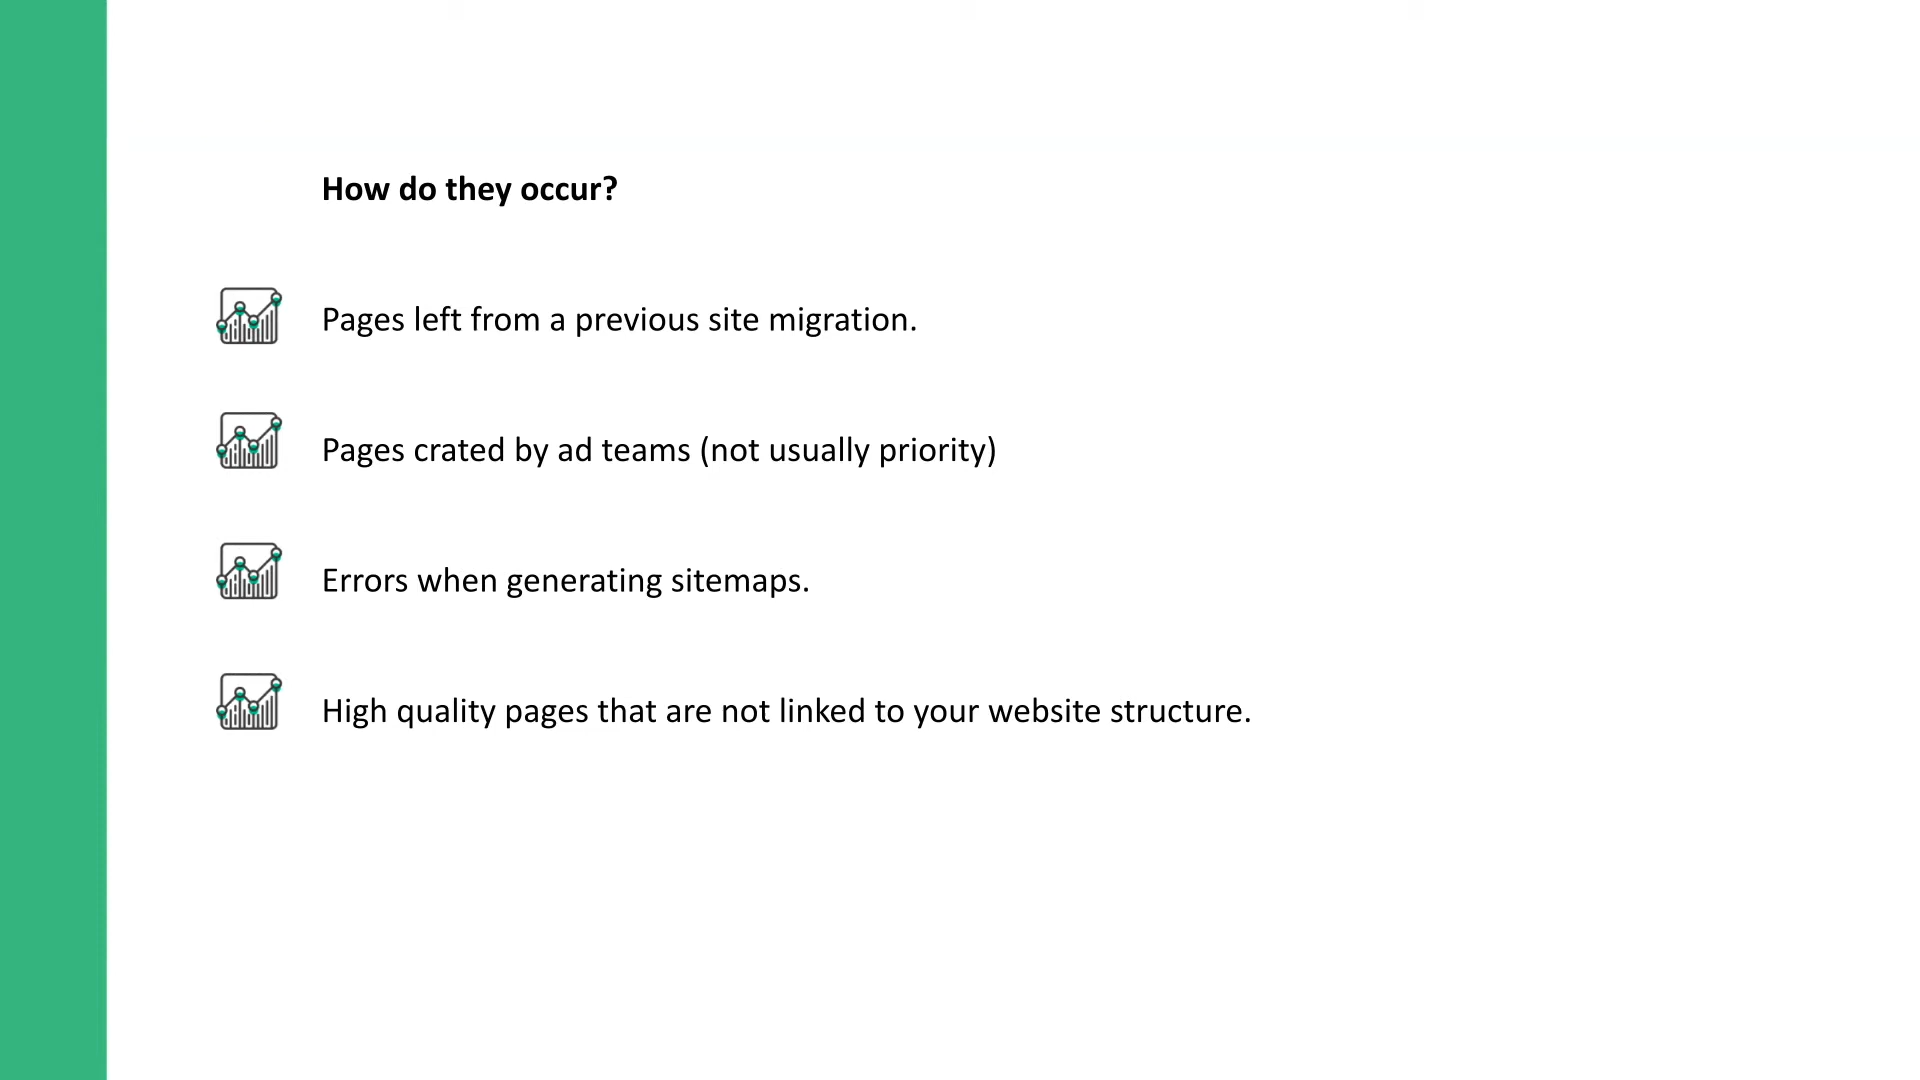 How do they occur?
Pages left from a previous site migration.
Pages crated by ad teams (not usually priority)
Errors when generating sitemaps.
High quality pages that are not linked to your website structure.